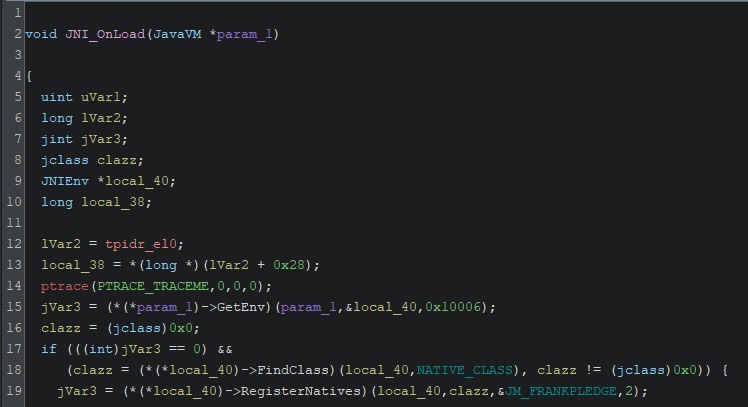 1
2 void JNI_OnLoad(JavaVM *param_1)
3
4 {
5 uint uVar1;
6 long lVar2;
7 jint jVar3;
8 jclass clazz;
9 JNIEnv *local_40;
10 long local_38;
11
12 lVar2 = tpidr_el0;
13 local_38 = *(long *)(lVar2 + 0x28);
14 ptrace(PTRACE_TRACEME,0,0,0);
15 jVar3 = (*(*param_1)->GetEnv)(param_1,&local_40,0x10006);
16 clazz = (jclass)0x0;
17 if (((int)jVar3 == 0) &&
18 (clazz = (*(*local_40)->FindClass)(local_40,NATIVE_CLASS), clazz != (jclass)0x0)) {
19 jVar3 = (*(*local_40)->RegisterNatives)(local_40,clazz,&JM_FRANKPLEDGE,2);